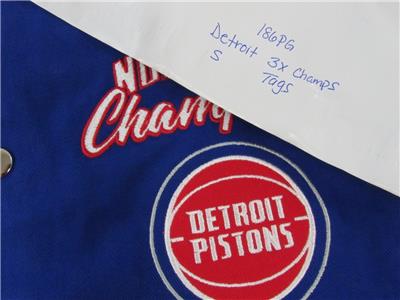 186PG
Detroit 3x Champs
S
Tags
Champ
DETROIT
PISTONS